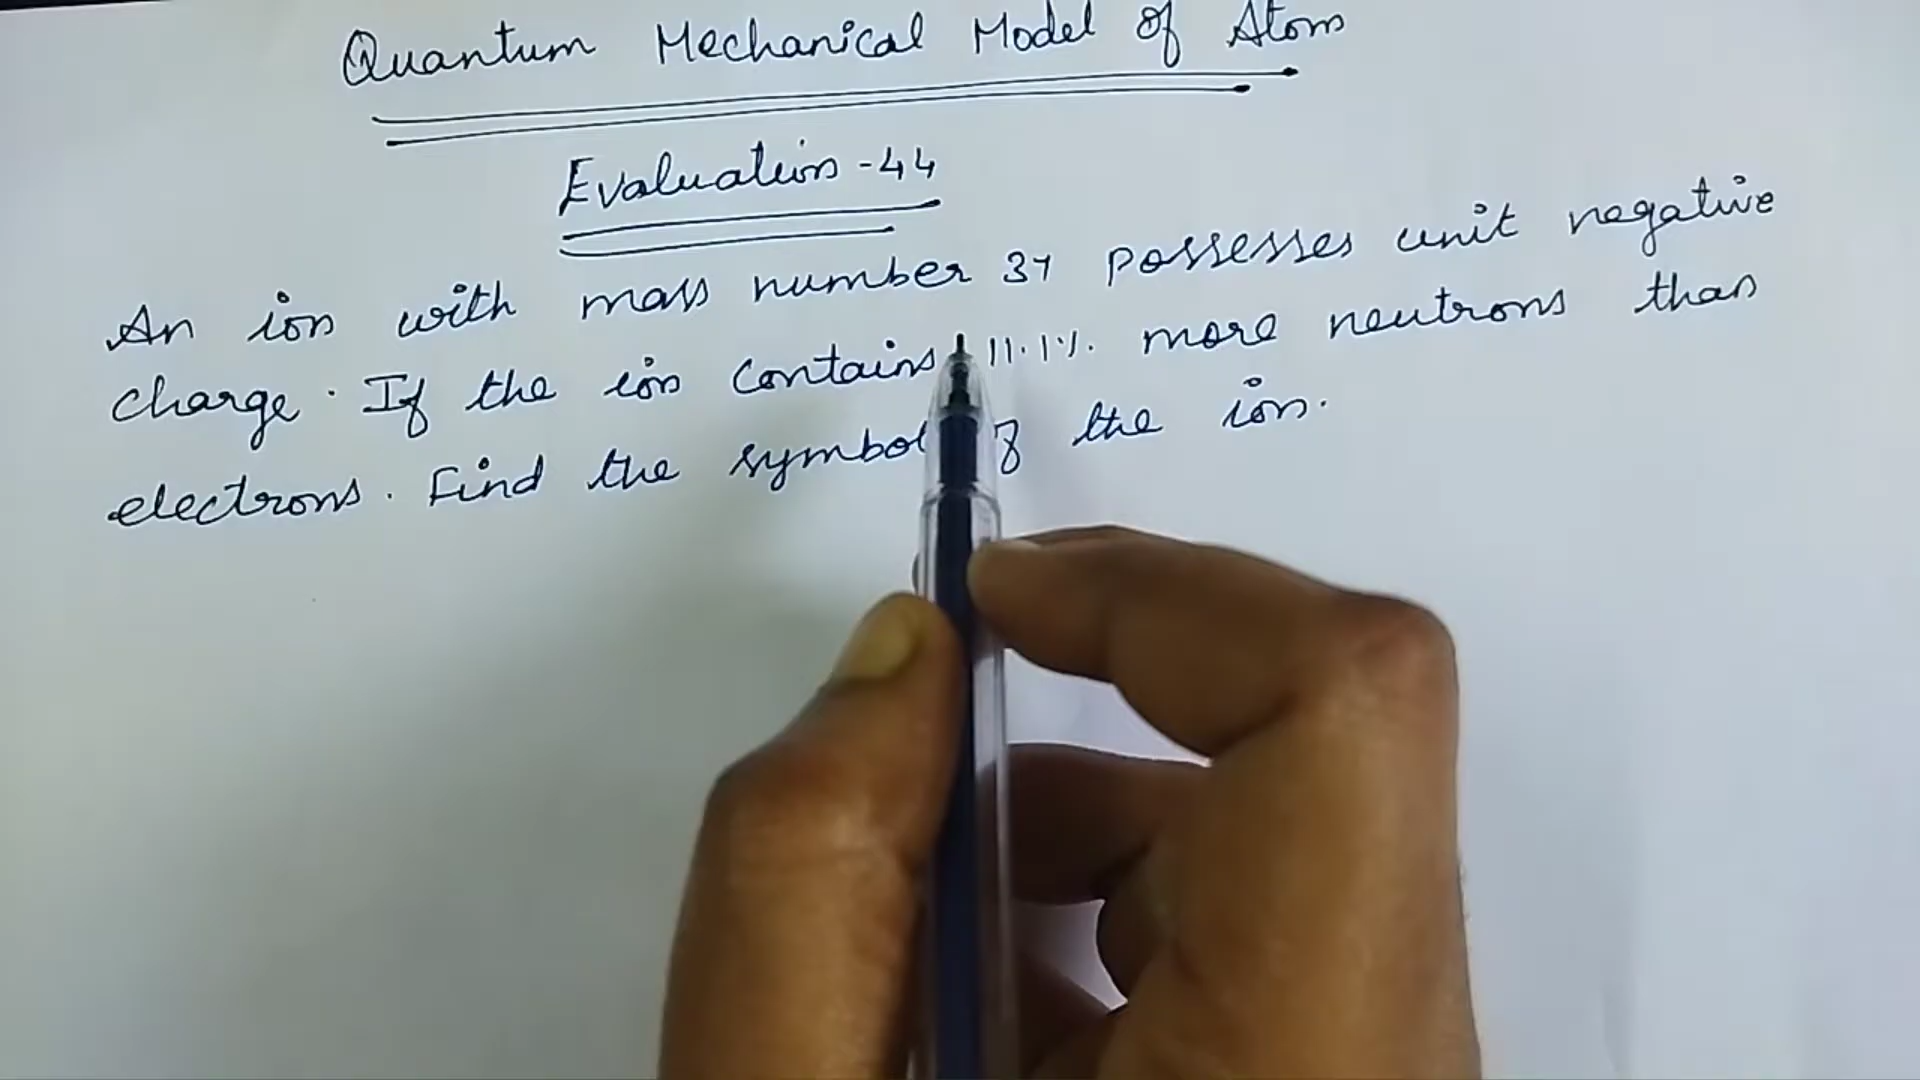 Quantum Mechanical Model of Atom
Evaluation - 44
An ion with mass number 37 possesses unit negative
charge. If the ion contains 11.1% more neutrons than
electrons. Find the symbol of the ion.